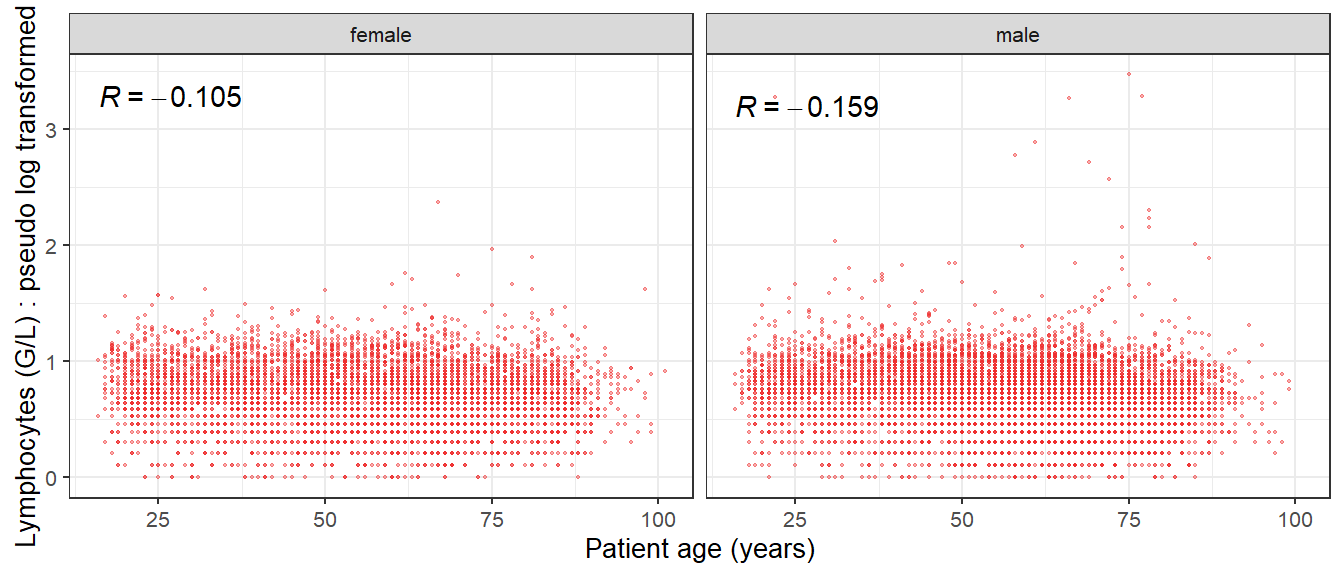 female
male
R = −0.105
R = −0.159
Lymphocytes (G/L) : pseudo log transformed
3
2
1
0
25 50 75 100
25 50 75 100
Patient age (years)